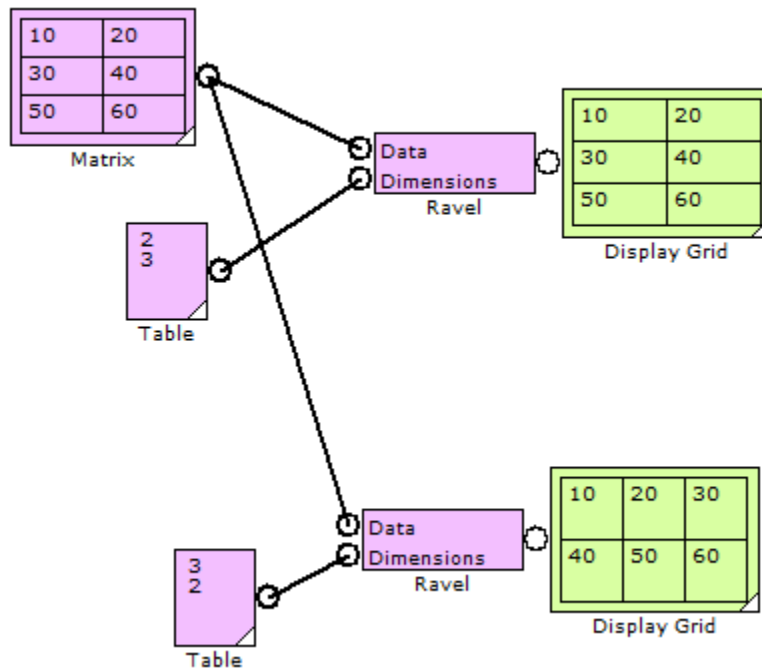 10 20
30 40
50 60
Matrix
2
3
Table
Data
Dimensions
Ravel
10 20
30 40
50 60
Display Grid
3
2
Table
Data
Dimensions
Ravel
10 20 30
40 50 60
Display Grid